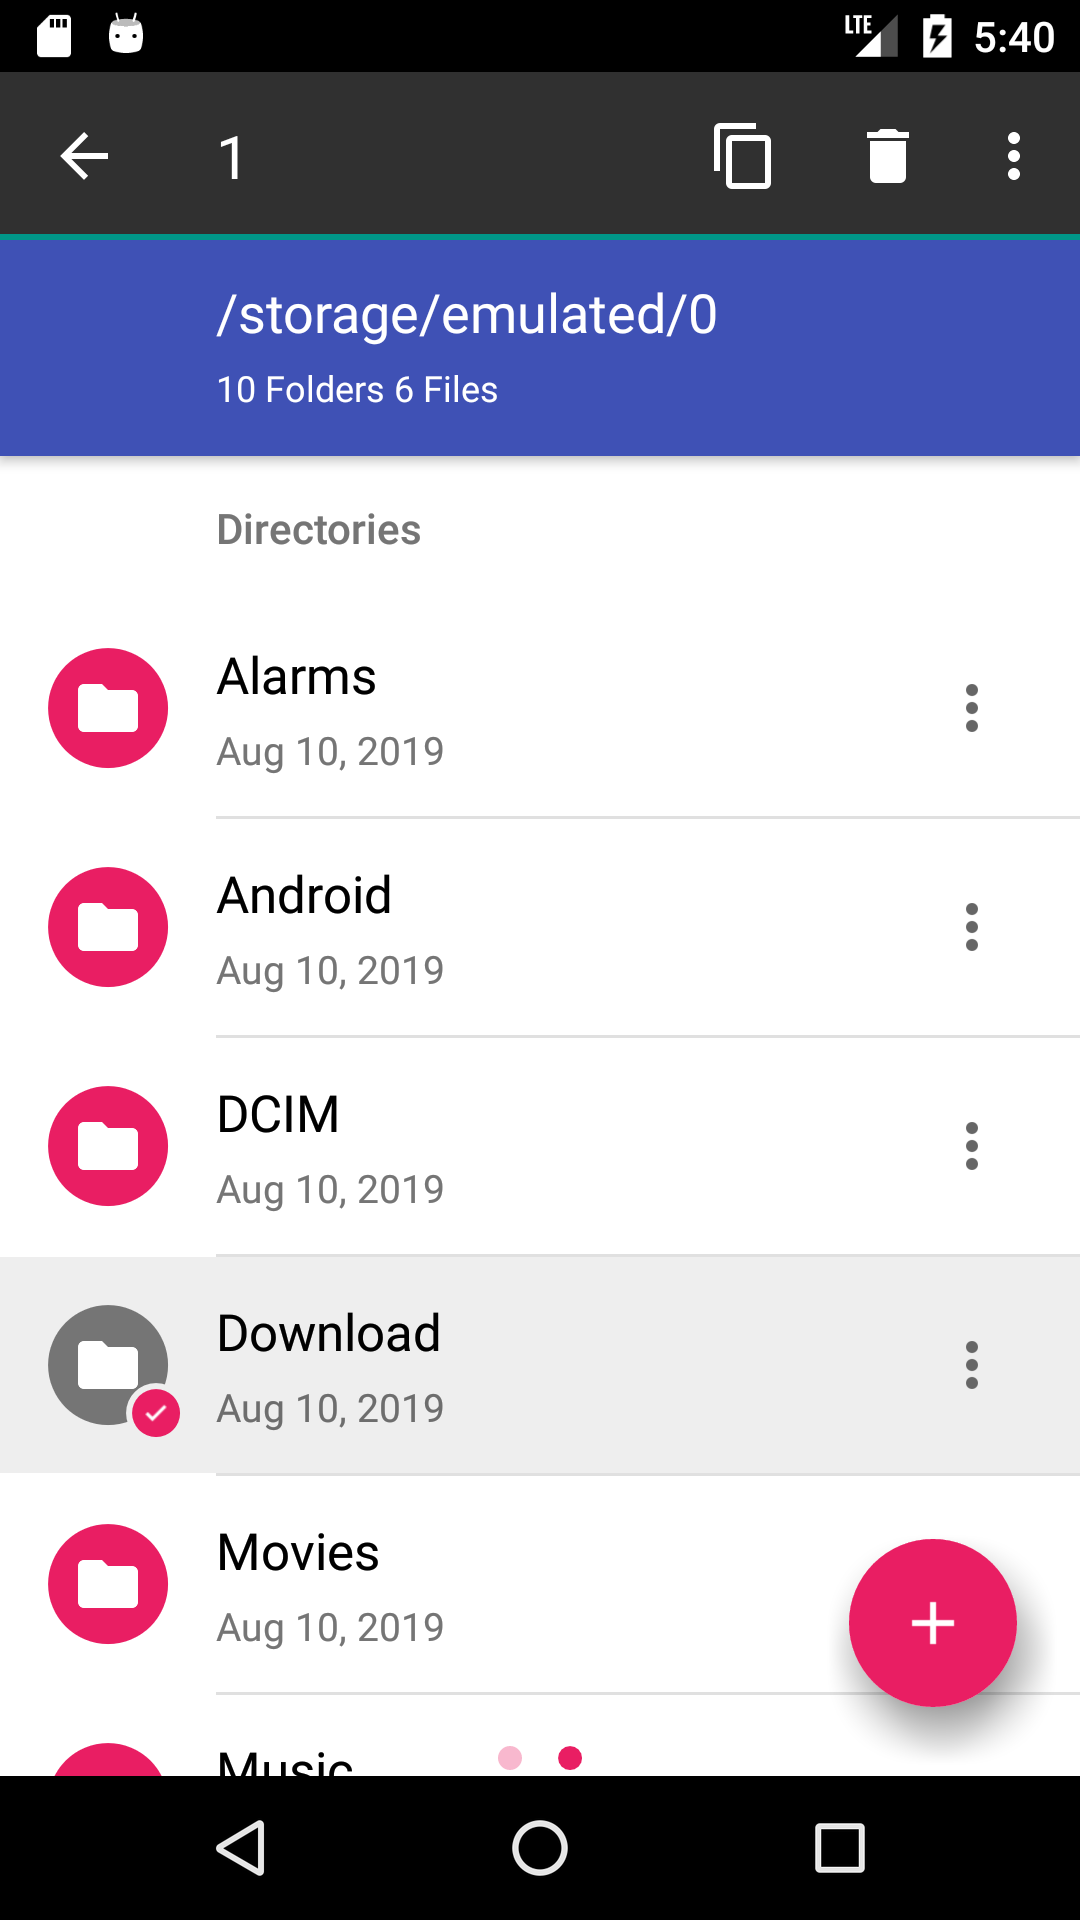 LTE 5:40
1
/storage/emulated/0
10 Folders 6 Files
Directories
Alarms
Aug 10, 2019
Android
Aug 10, 2019
DCIM
Aug 10, 2019
Download
Aug 10, 2019
Movies
Aug 10, 2019
Music